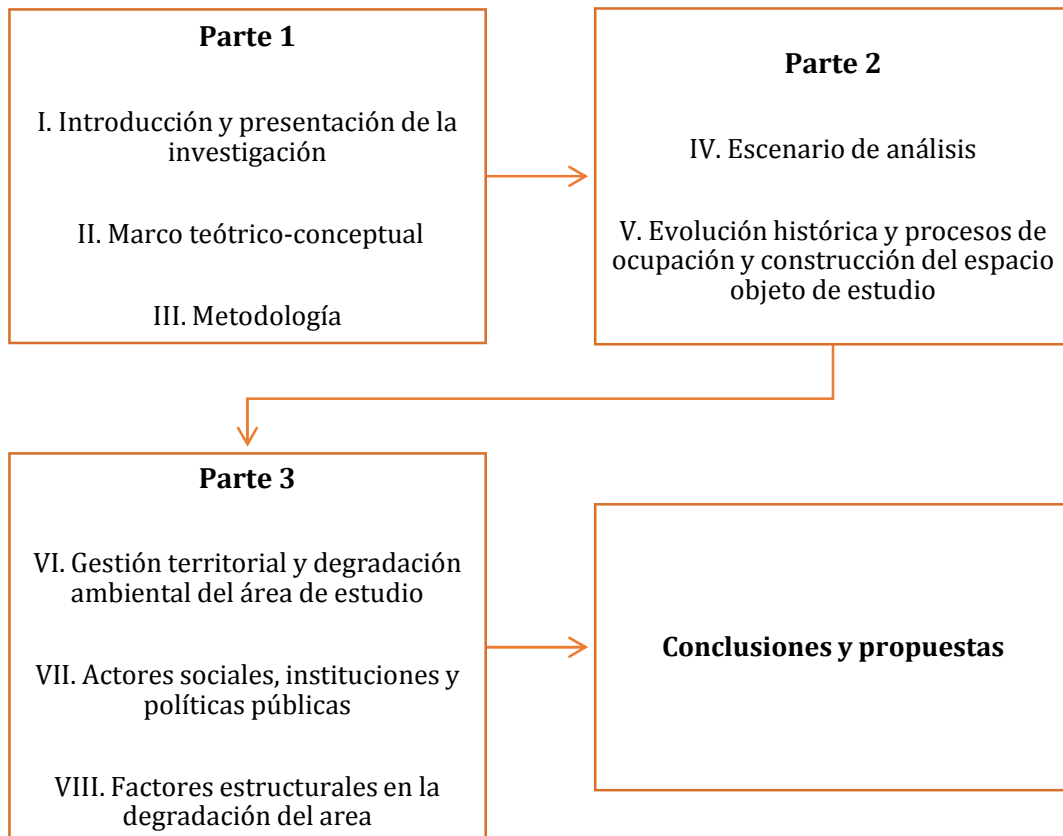 Parte 1
I. Introducción y presentación de la
investigación
II. Marco teótrico-conceptual
III. Metodología
Parte 2
IV. Escenario de análisis
V. Evolución histórica y procesos de
ocupación y construcción del espacio
objeto de estudio
Parte 3
VI. Gestión territorial y degradación
ambiental del área de estudio
VII. Actores sociales, instituciones y
políticas públicas
VIII. Factores estructurales en la
degradación del area
Conclusiones y propuestas